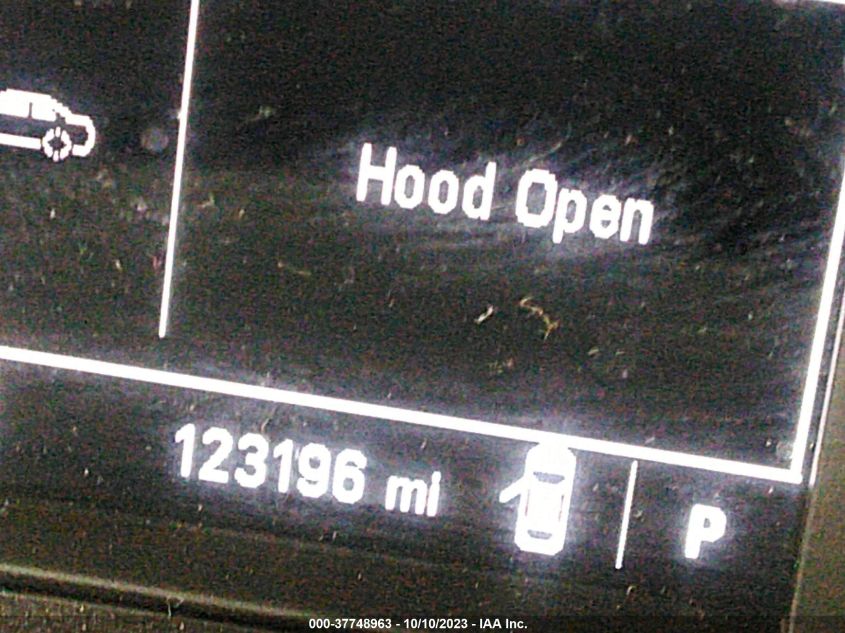 Hood Open
123196 mi
P
000-37748963 - 10/10/2023 - IAA Inc.